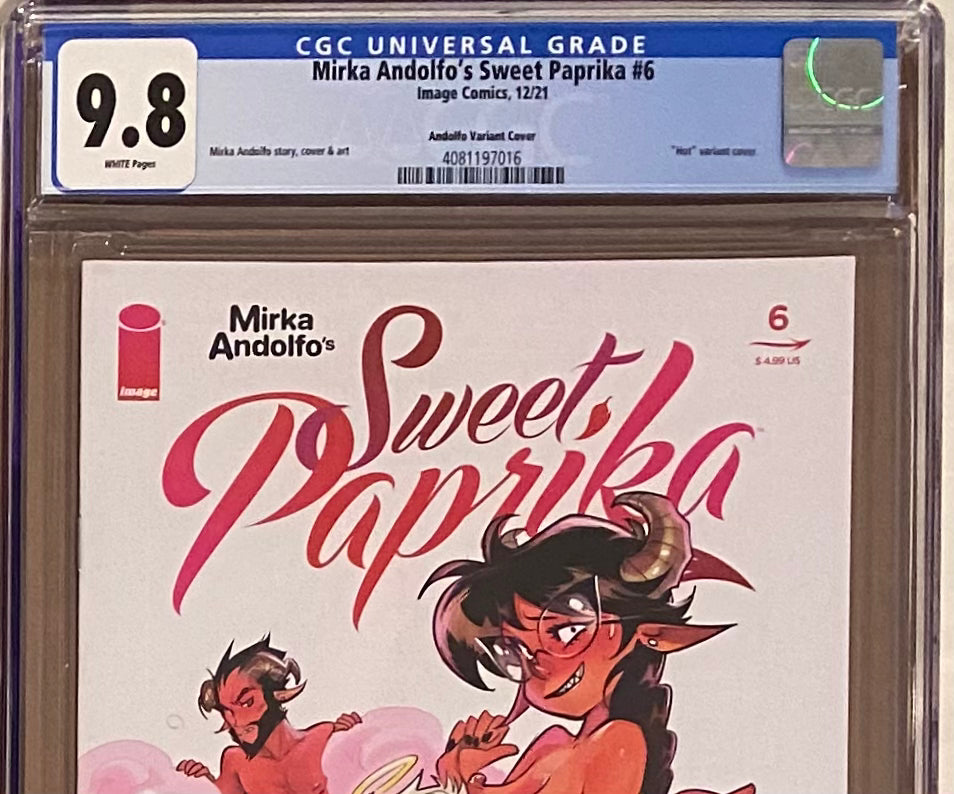 CGC UNIVERSAL GRADE
9.8
WHITE Pages
Mirka Andolfo's Sweet Paprika #6
Image Comics, 12/21
Andolfo Variant Cover
Mirka Andolfo story, cover & art
4081197016
"Hot" variant cover
CGC
image
Mirka
Andolfo's
Sweet
Paprika
6
$ 4.99 US